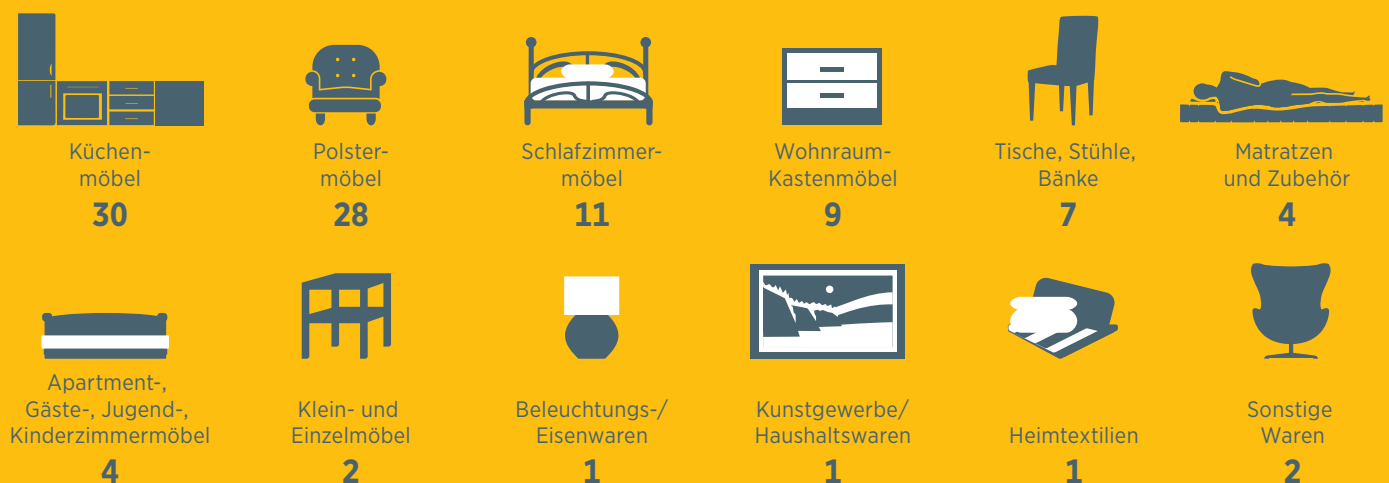 Küchen-
möbel
30
Polster-
möbel
28
Schlafzimmer-
möbel
11
Wohnraum-
Kastenmöbel
9
Tische, Stühle,
Bänke
7
Matratzen
und Zubehör
4
Apartment-,
Gäste-, Jugend-,
Kinderzimmermöbel
4
Klein- und
Einzelmöbel
2
Beleuchtungs-/
Eisenwaren
1
Kunstgewerbe/
Haushaltswaren
1
Heimtextilien
1
Sonstige
Waren
2